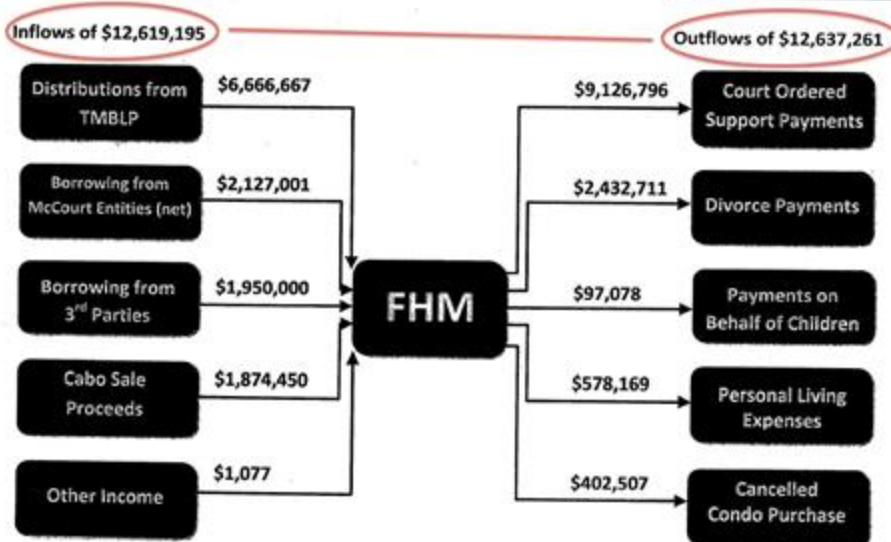 Inflows of $12,619,195
Outflows of $12,637,261
Distributions from
TMBLP
$6,666,667
Borrowing from
McCourt Entities (net)
$2,127,001
Borrowing from
3rd Parties
$1,950,000
Cabo Sale
Proceeds
$1,874,450
Other Income
$1,077
FHM
$9,126,796
Court Ordered
Support Payments
$2,432,711
Divorce Payments
$97,078
Payments on
Behalf of Children
$578,169
Personal Living
Expenses
$402,507
Cancelled
Condo Purchase